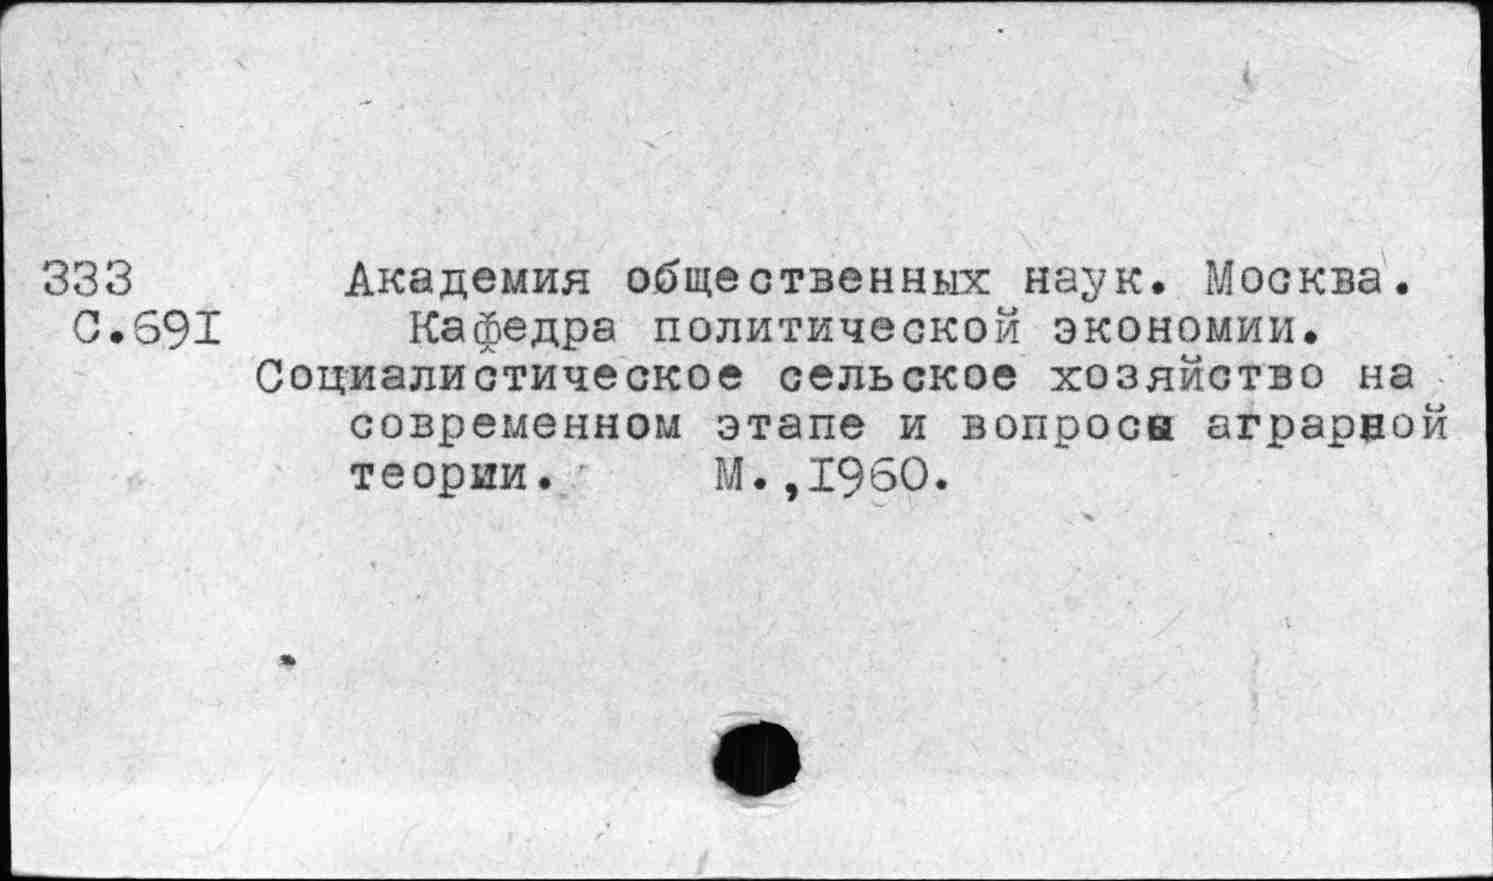 333 Академия общественных наук. Москва.
С.691 Кафедра политической экономии.
Социалистическое сельское хозяйство на
современном этапе и вопросы аграрной
теории. М.,1960.